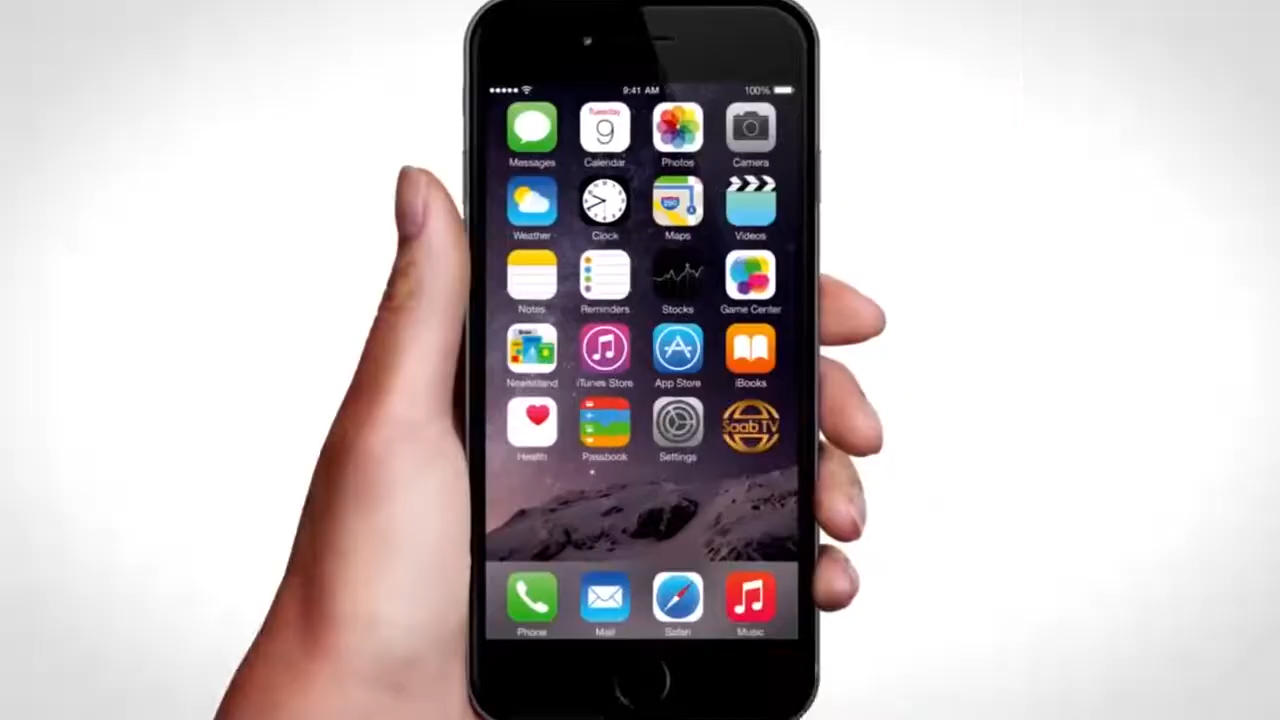 9:41 AM 100%
Tuesday
9
Messages Calendar Photos Camera
280
Weather Clock Maps Videos
Notes Reminders Stocks Game Center
Newsstand iTunes Store App Store iBooks
Saab TV
Health Passbook Settings
Phone Mail Safari Music